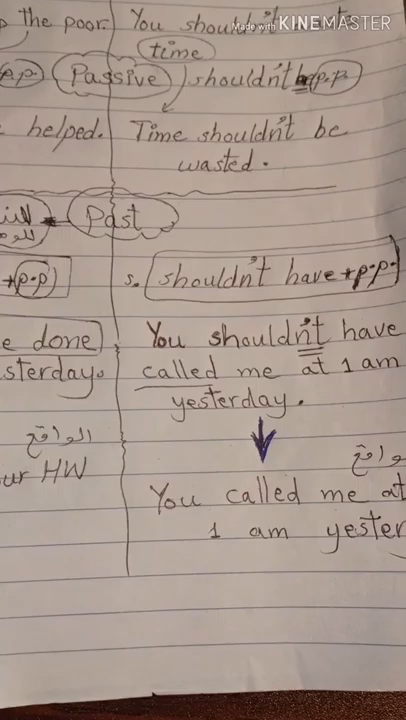 the poor. You should
Made with KINEMASTER
time
p.p. Passive shouldn't be p.p
helped. Time shouldn't be
wasted.
Past
+p.p s. shouldn't have +p.p.
e done You shouldn't have
sterday. called me at 1 am
yesterday.
الواقع
ur HW You called me at
1 am yester